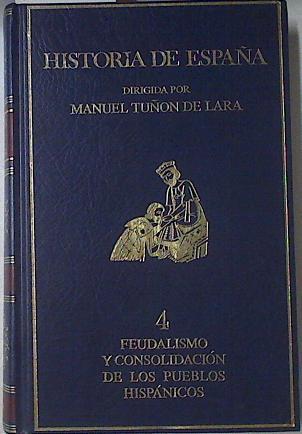 HISTORIA DE ESPAÑA
DIRIGIDA POR
MANUEL TUÑON DE LARA
4
FEUDALISMO
Y CONSOLIDACIÓN
DE LOS PUEBLOS
HISPÁNICOS